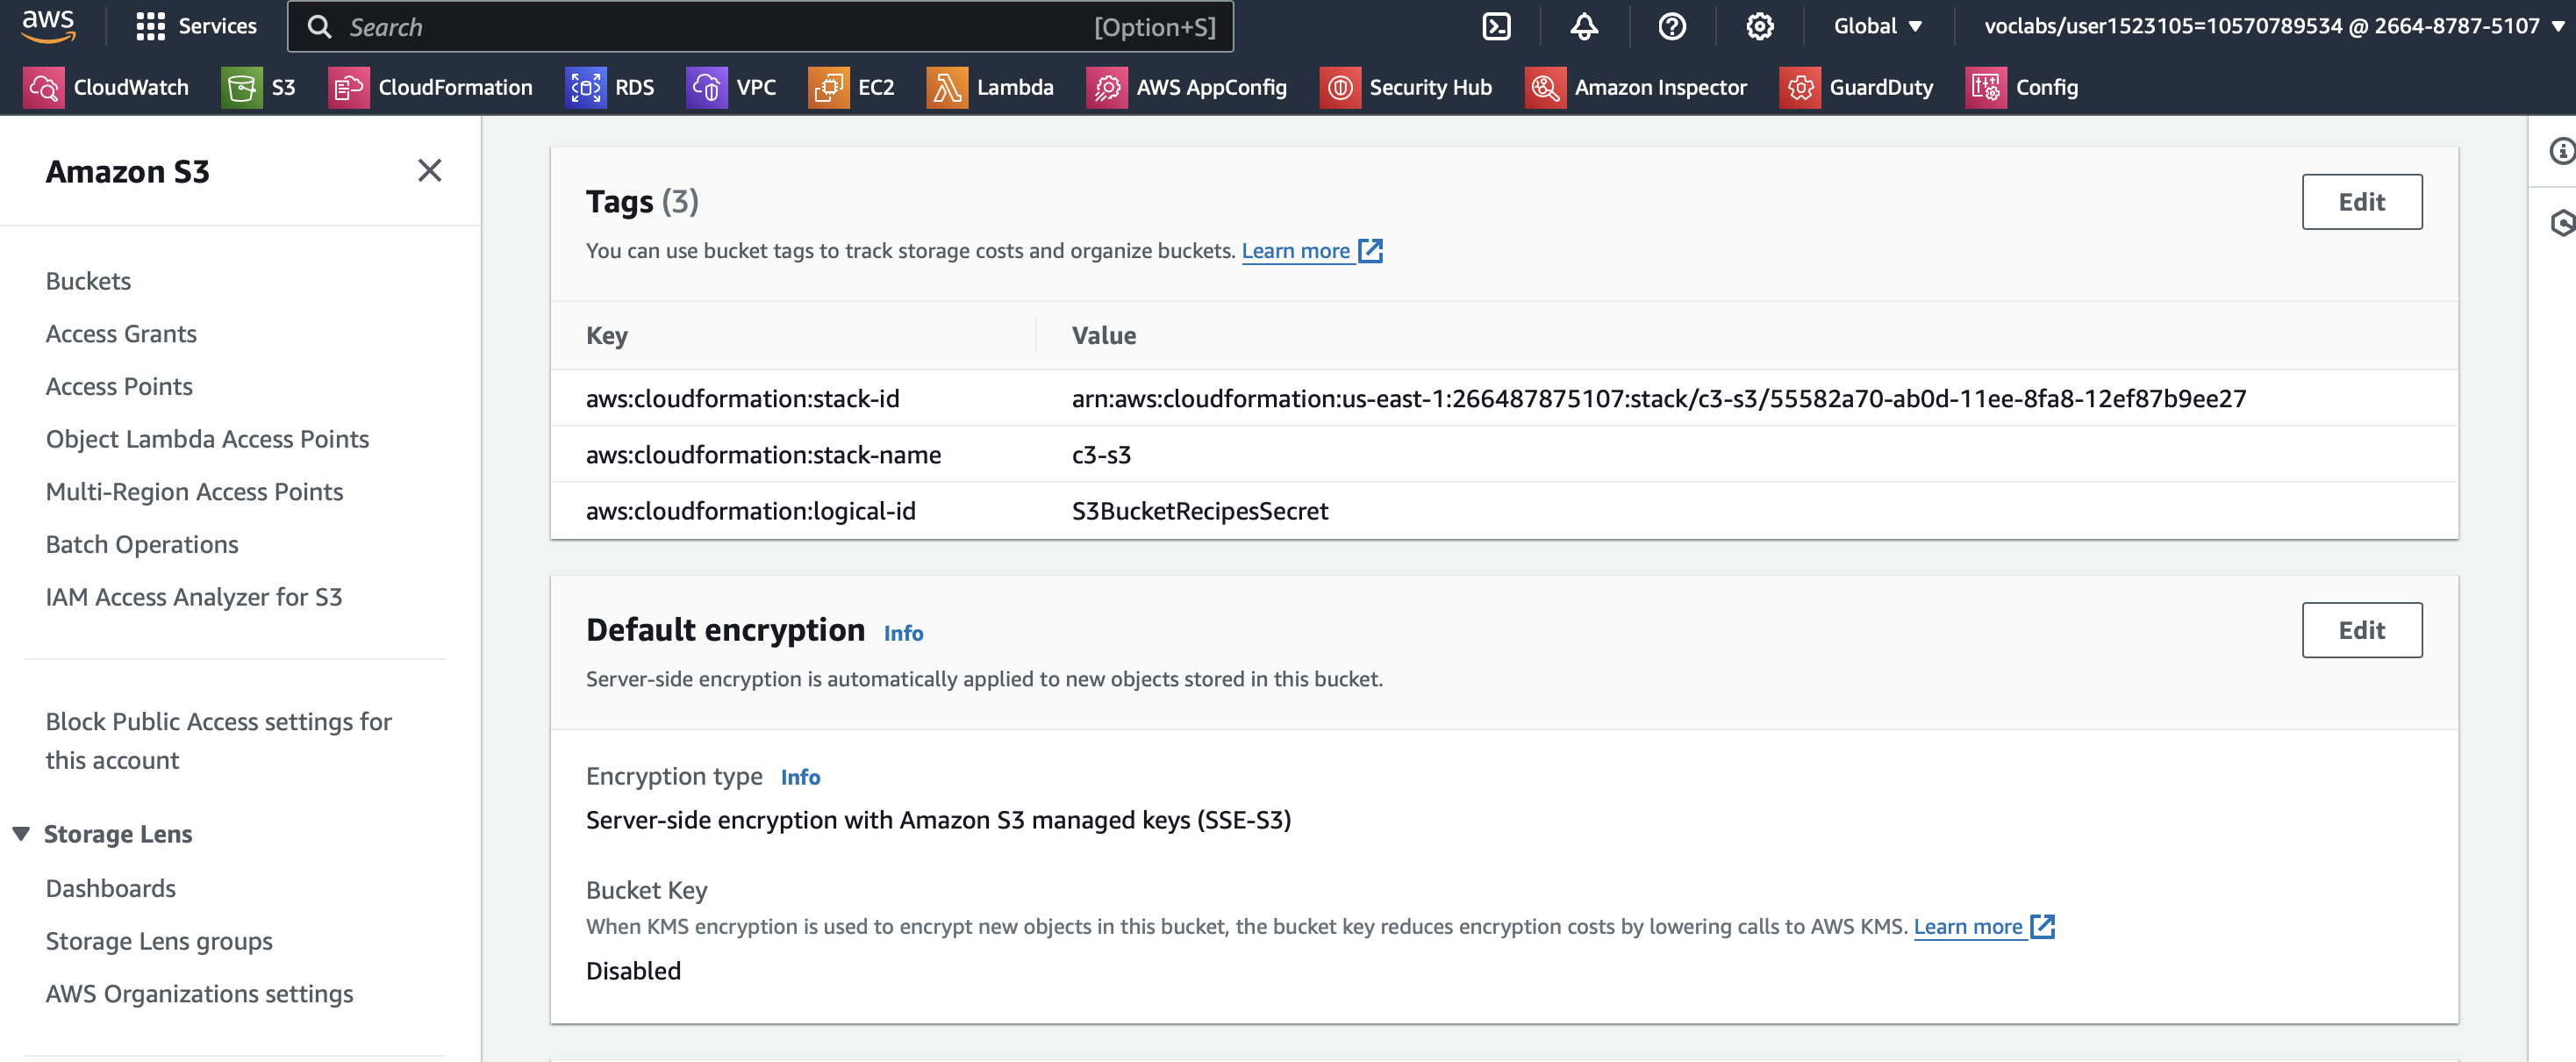 aws
Services
Search [Option+S]
Global
voclabs/user1523105=10570789534 @ 2664-8787-5107
CloudWatch
S3
CloudFormation
RDS
VPC
EC2
Lambda
AWS AppConfig
Security Hub
Amazon Inspector
GuardDuty
Config
Amazon S3
Buckets
Access Grants
Access Points
Object Lambda Access Points
Multi-Region Access Points
Batch Operations
IAM Access Analyzer for S3
Block Public Access settings for
this account
Storage Lens
Dashboards
Storage Lens groups
AWS Organizations settings
Tags (3)
Edit
You can use bucket tags to track storage costs and organize buckets. Learn more
Key Value
aws:cloudformation:stack-id arn:aws:cloudformation:us-east-1:266487875107:stack/c3-s3/55582a70-ab0d-11ee-8fa8-12ef87b9ee27
aws:cloudformation:stack-name c3-s3
aws:cloudformation:logical-id S3BucketRecipesSecret
Default encryption Info
Edit
Server-side encryption is automatically applied to new objects stored in this bucket.
Encryption type Info
Server-side encryption with Amazon S3 managed keys (SSE-S3)
Bucket Key
When KMS encryption is used to encrypt new objects in this bucket, the bucket key reduces encryption costs by lowering calls to AWS KMS. Learn more
Disabled